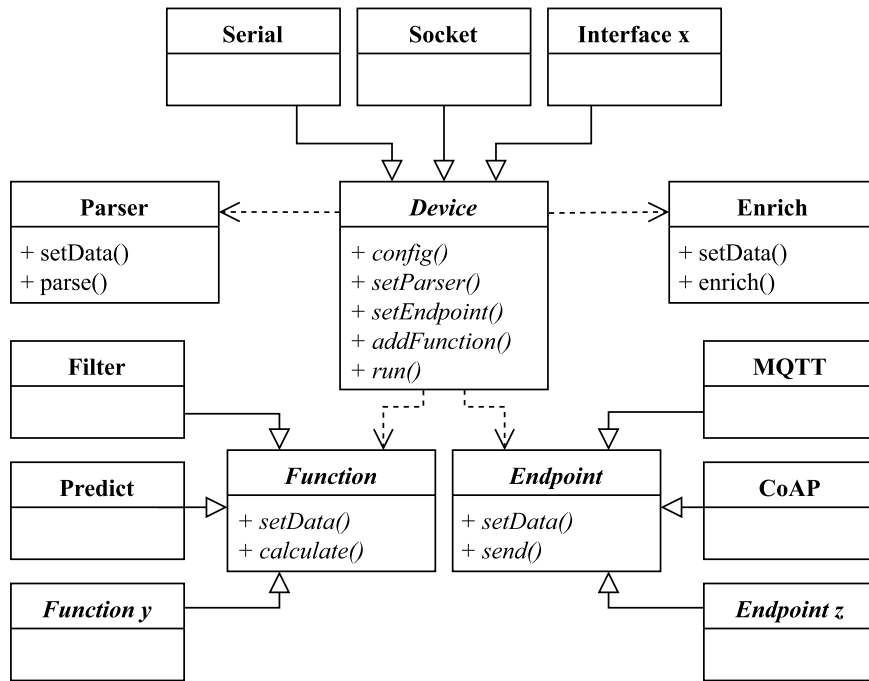 Serial
Socket
Interface x
Parser
+ setData()
+ parse()
Device
+ config()
+ setParser()
+ setEndpoint()
+ addFunction()
+ run()
Enrich
+ setData()
+ enrich()
Filter
MQTT
Predict
Function
+ setData()
+ calculate()
Endpoint
+ setData()
+ send()
CoAP
Function y
Endpoint z